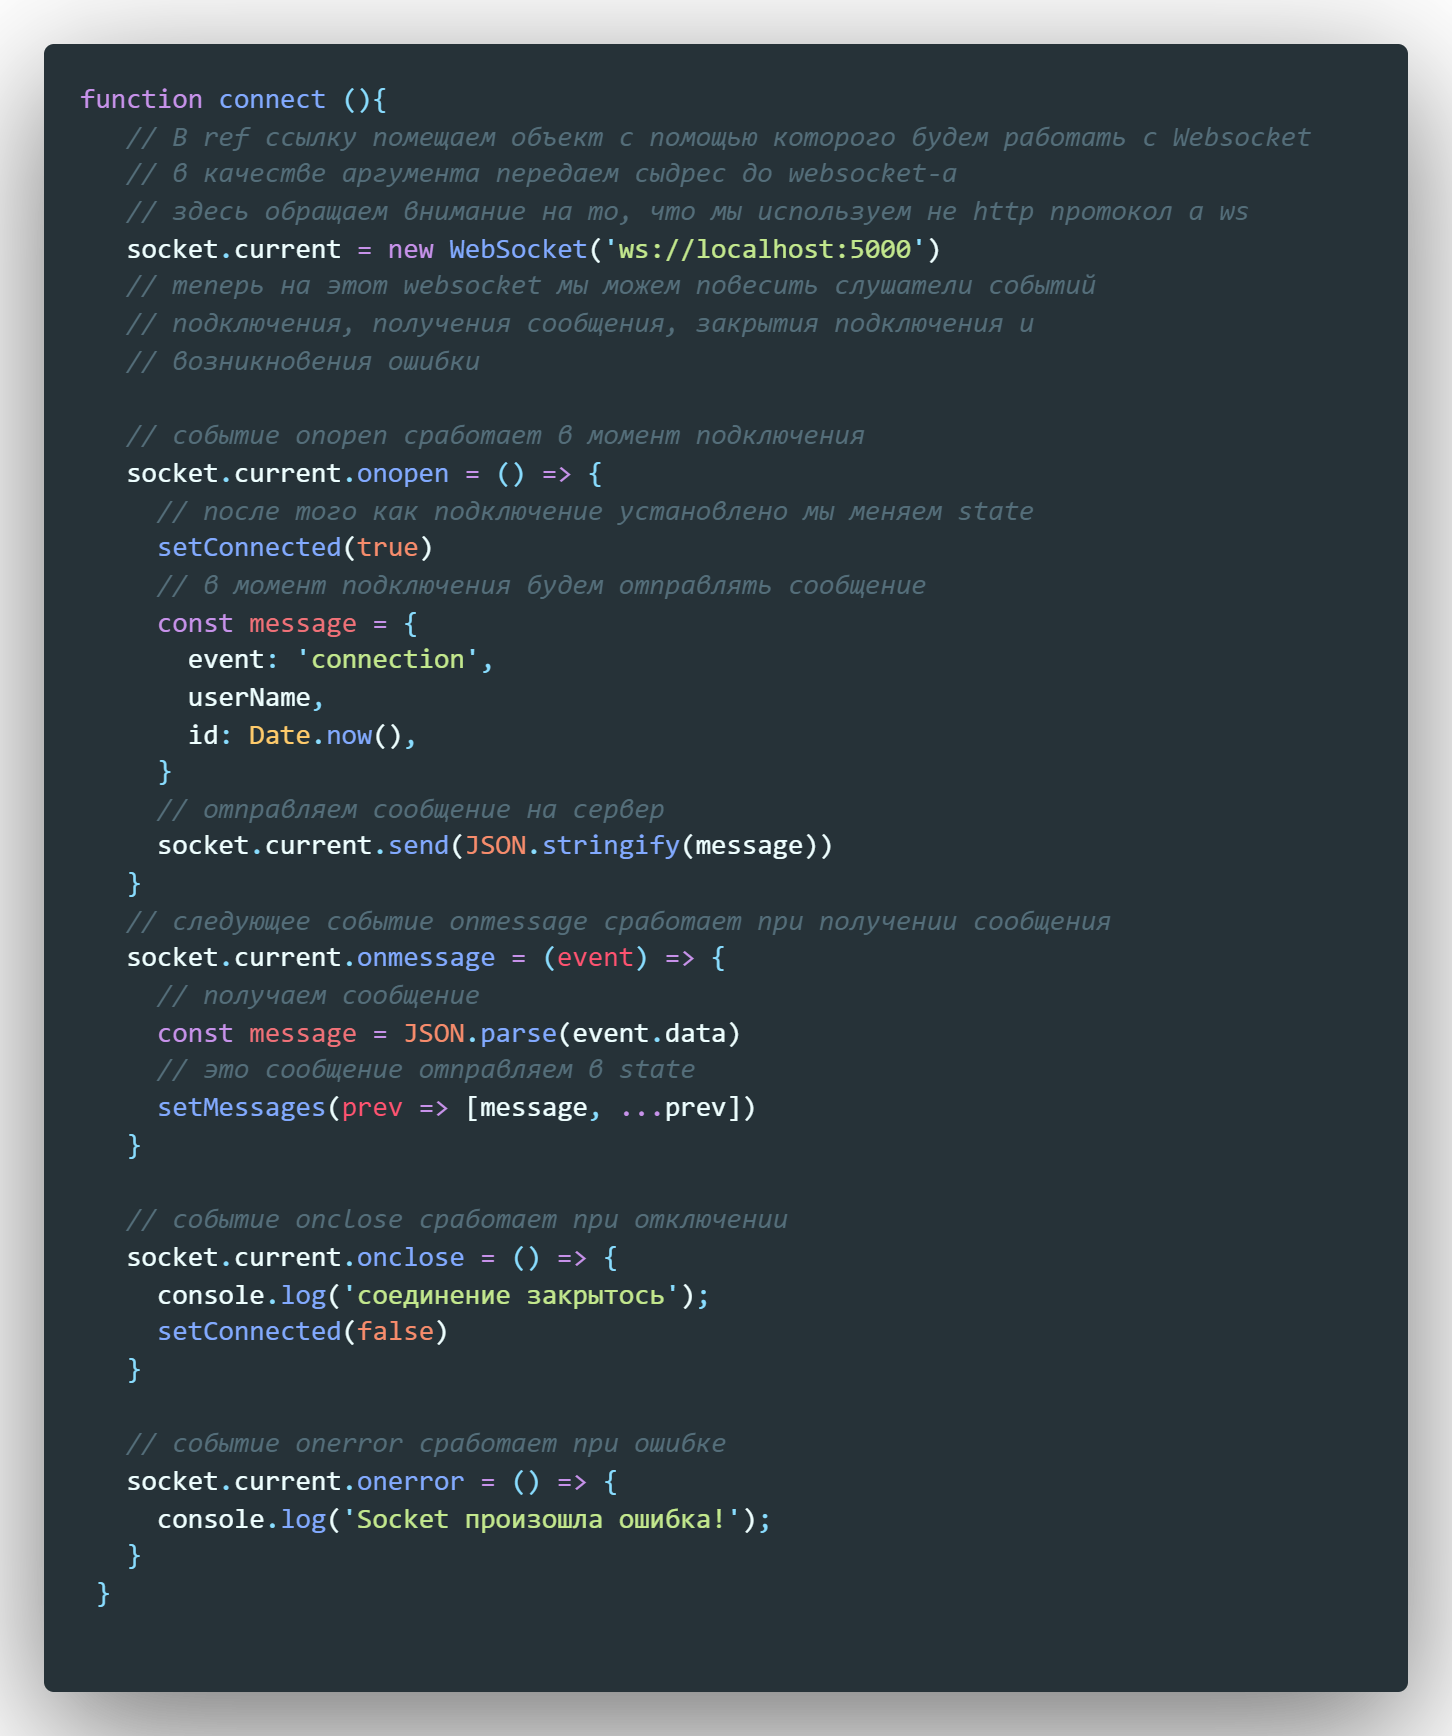 function connect (){
// В ref ссылку помещаем объект с помощью которого будем работать с Websocket
// в качестве аргумента передаем сыдрес до websocket-а
// здесь обращаем внимание на то, что мы используем не http протокол а ws
socket.current = new WebSocket('ws://localhost:5000')
// теперь на этот websocket мы можем повесить слушатели событий
// подключения, получения сообщения, закрытия подключения и
// возникновения ошибки
// событие onopen сработает в момент подключения
socket.current.onopen = () => {
// после того как подключение установлено мы меняем state
setConnected(true)
// в момент подключения будем отправлять сообщение
const message = {
event: 'connection',
userName,
id: Date.now(),
}
// отправляем сообщение на сервер
socket.current.send(JSON.stringify(message))
}
// следующее событие onmessage сработает при получении сообщения
socket.current.onmessage = (event) => {
// получаем сообщение
const message = JSON.parse(event.data)
// это сообщение отправляем в state
setMessages(prev => [message, ...prev])
}
// событие onclose сработает при отключении
socket.current.onclose = () => {
console.log('соединение закрытось');
setConnected(false)
}
// событие onerror сработает при ошибке
socket.current.onerror = () => {
console.log('Socket произошла ошибка!');
}
}